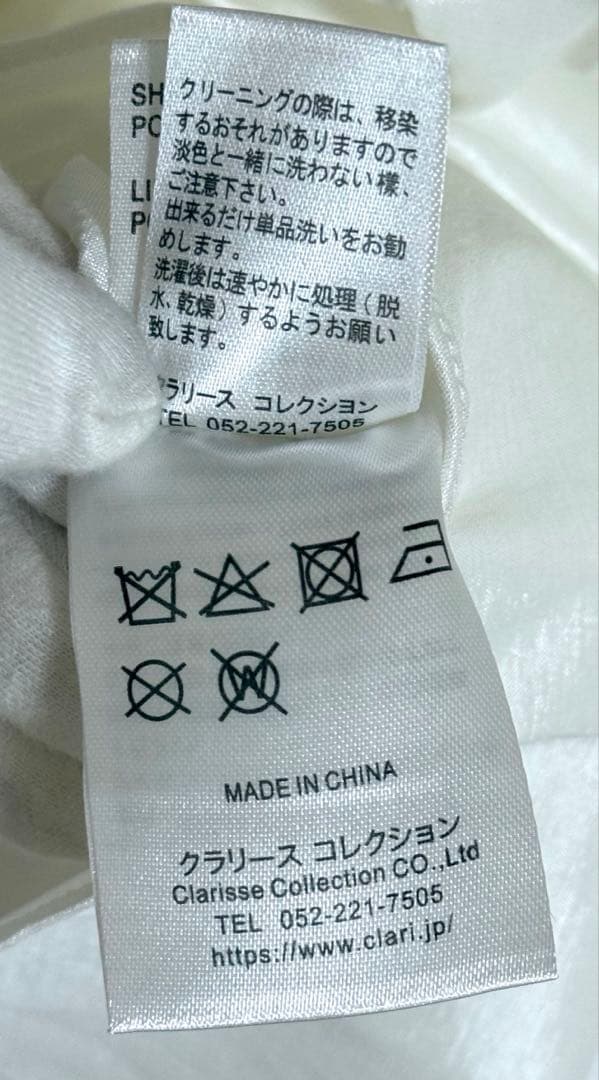 クリーニングの際は、移染
するおそれがありますので
淡色と一緒に洗わない様、
ご注意下さい。
出来るだけ単品洗いをお勧
めします。
洗濯後は速やかに処理(脱
水、乾燥)するようお願い
致します。
クラリース コレクション
TEL 052-221-7505
SH
PO
LI
PO
W
MADE IN CHINA
クラリース コレクション
Clarisse Collection CO.,Ltd
TEL 052-221-7505
https://www.clari.jp/